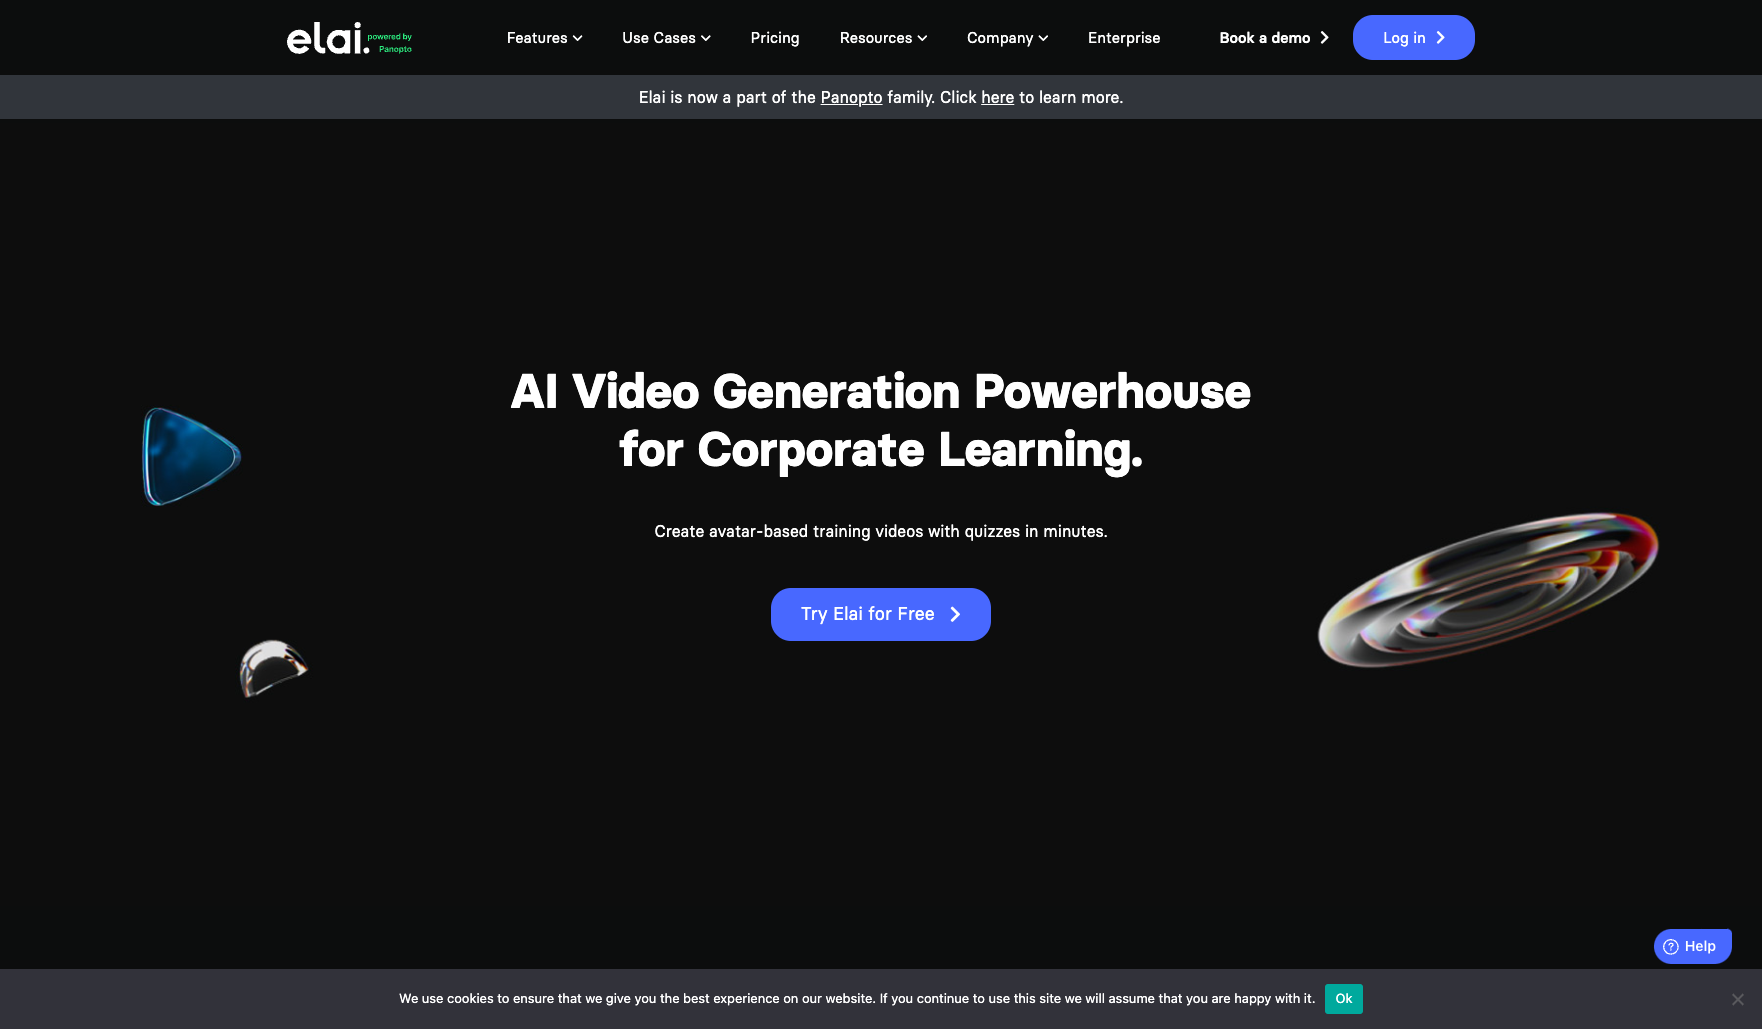 elai. powered by
Panopto
Features
Use Cases
Pricing
Resources
Company
Enterprise
Book a demo
Log in
Elai is now a part of the Panopto family. Click here to learn more.
AI Video Generation Powerhouse
for Corporate Learning.
Create avatar-based training videos with quizzes in minutes.
Try Elai for Free
Help
We use cookies to ensure that we give you the best experience on our website. If you continue to use this site we will assume that you are happy with it.
Ok